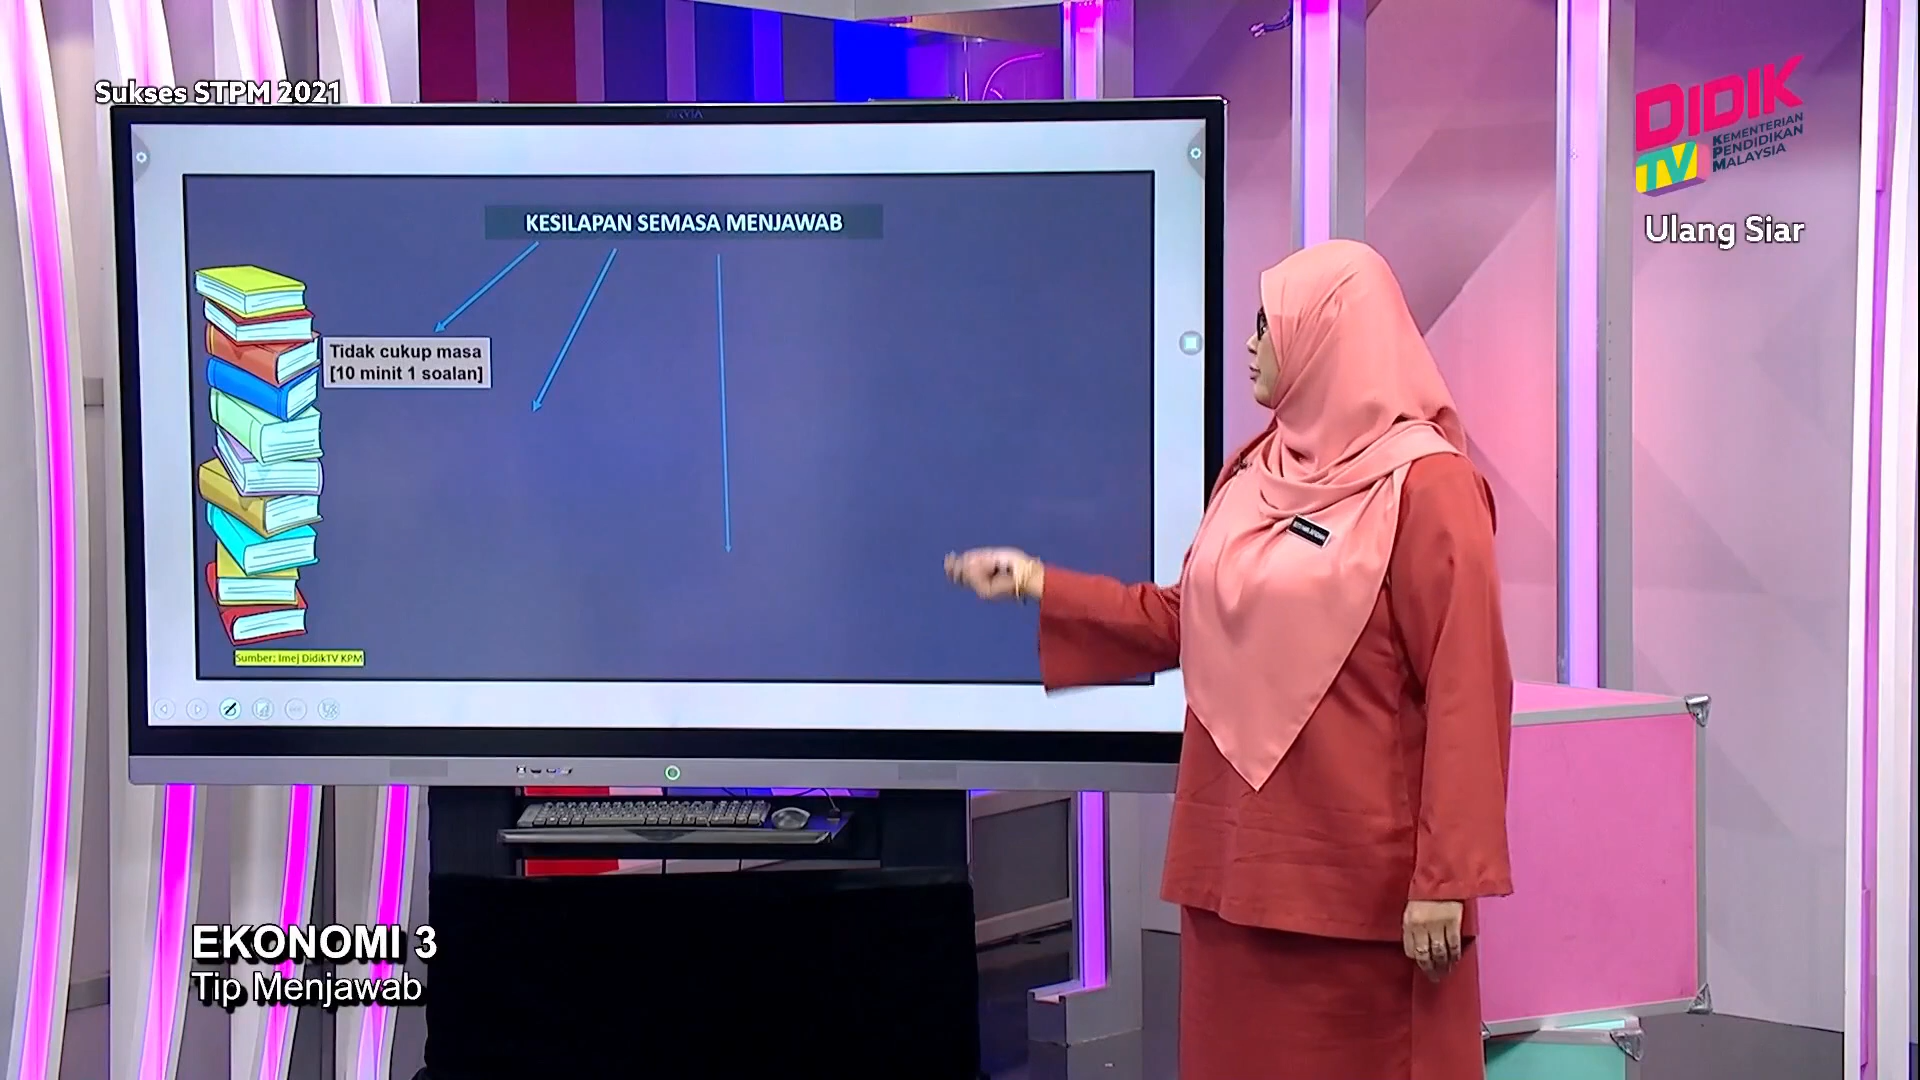 Sukses STPM 2021
DIDIK
TV
KEMENTERIAN
PENDIDIKAN
MALAYSIA
Ulang Siar
KESILAPAN SEMASA MENJAWAB
Tidak cukup masa
[10 minit 1 soalan]
Sumber: Imej DidikTV KPM
EKONOMI 3
Tip Menjawab